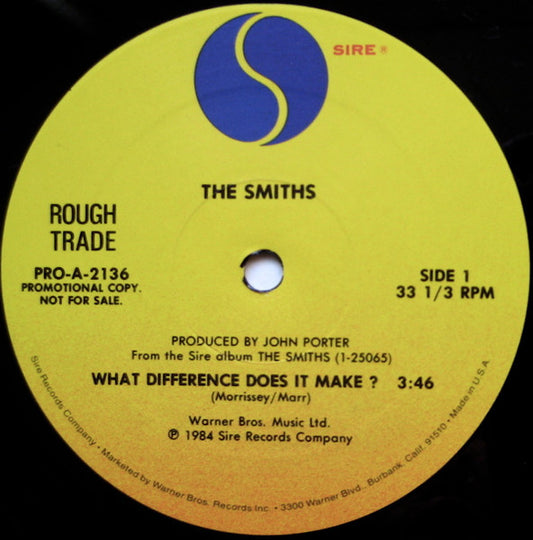 SIRE ®
THE SMITHS
ROUGH
TRADE
PRO-A-2136
PROMOTIONAL COPY.
NOT FOR SALE.
SIDE 1
33 1/3 RPM
PRODUCED BY JOHN PORTER
From the Sire album THE SMITHS (1-25065)
WHAT DIFFERENCE DOES IT MAKE ? 3:46
(Morrissey/Marr)
Warner Bros. Music Ltd.
℗ 1984 Sire Records Company
Sire Records Company • Marketed by Warner Bros. Records Inc. • 3300 Warner Blvd., Burbank, Calif. 91510 • Made in U.S.A.